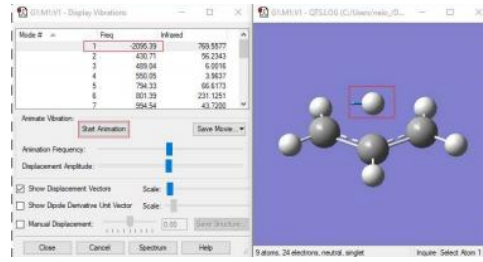 G1:M1:V1 - Display Vibrations
Mode # Freq Infrared
1 -2095.39 769.5577
2 430.71 56.2343
3 489.04 6.0016
4 550.05 3.9637
5 794.33 66.6173
6 801.39 231.1251
7 994.54 43.7200
Animate Vibration:
Start Animation Save Movie...
Animation Frequency:
Displacement Amplitude:
Show Displacement Vectors Scale:
Show Dipole Derivative Unit Vector Scale:
Manual Displacement: 0.00 Save Structure...
Close Cancel Spectrum Help
G1:M1:V1 - QTS.LOG
9 atoms, 24 electrons, neutral, singlet Inquire Select Atom 1